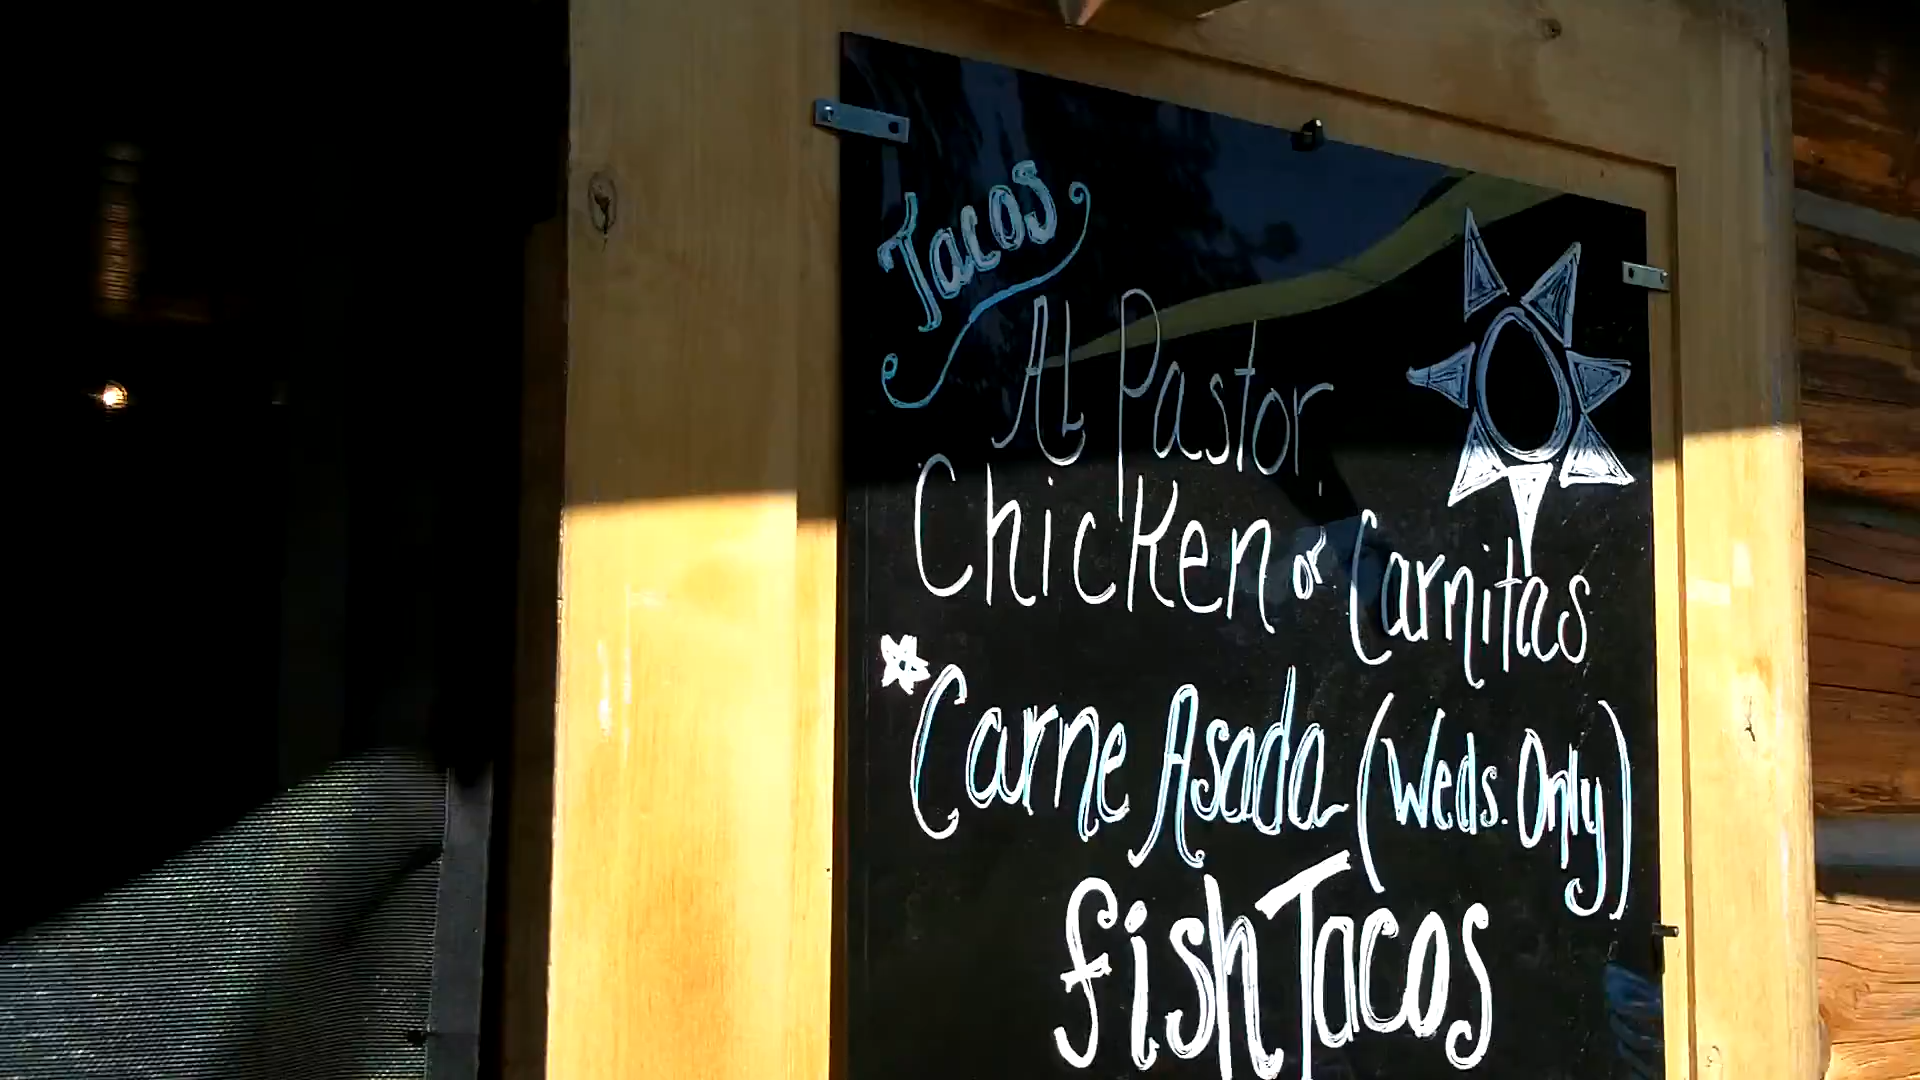 Tacos
AL Pastor,
Chicken or Carnitas
*Carne Asada (Weds. Only)
fish Tacos